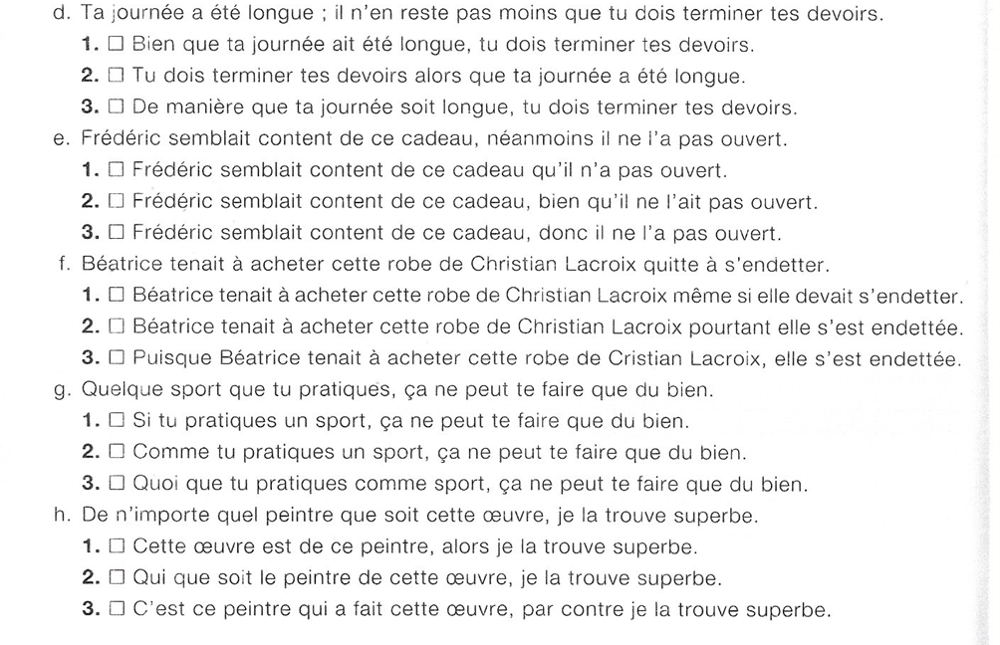 d. Ta journée a été longue ; il n'en reste pas moins que tu dois terminer tes devoirs.
1. ☐ Bien que ta journée ait été longue, tu dois terminer tes devoirs.
2. ☐ Tu dois terminer tes devoirs alors que ta journée a été longue.
3. ☐ De manière que ta journée soit longue, tu dois terminer tes devoirs.
e. Frédéric semblait content de ce cadeau, néanmoins il ne l'a pas ouvert.
1. ☐ Frédéric semblait content de ce cadeau qu'il n'a pas ouvert.
2. ☐ Frédéric semblait content de ce cadeau, bien qu'il ne l'ait pas ouvert.
3. ☐ Frédéric semblait content de ce cadeau, donc il ne l'a pas ouvert.
f. Béatrice tenait à acheter cette robe de Christian Lacroix quitte à s'endetter.
1. ☐ Béatrice tenait à acheter cette robe de Christian Lacroix même si elle devait s'endetter.
2. ☐ Béatrice tenait à acheter cette robe de Christian Lacroix pourtant elle s'est endettée.
3. ☐ Puisque Béatrice tenait à acheter cette robe de Cristian Lacroix, elle s'est endettée.
g. Quelque sport que tu pratiques, ça ne peut te faire que du bien.
1. ☐ Si tu pratiques un sport, ça ne peut te faire que du bien.
2. ☐ Comme tu pratiques un sport, ça ne peut te faire que du bien.
3. ☐ Quoi que tu pratiques comme sport, ça ne peut te faire que du bien.
h. De n'importe quel peintre que soit cette œuvre, je la trouve superbe.
1. ☐ Cette œuvre est de ce peintre, alors je la trouve superbe.
2. ☐ Qui que soit le peintre de cette œuvre, je la trouve superbe.
3. ☐ C'est ce peintre qui a fait cette œuvre, par contre je la trouve superbe.